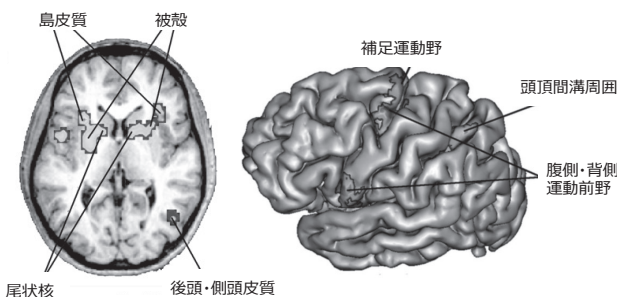 島皮質
被殻
補足運動野
頭頂間溝周囲
腹側・背側
運動前野
尾状核
後頭・側頭皮質